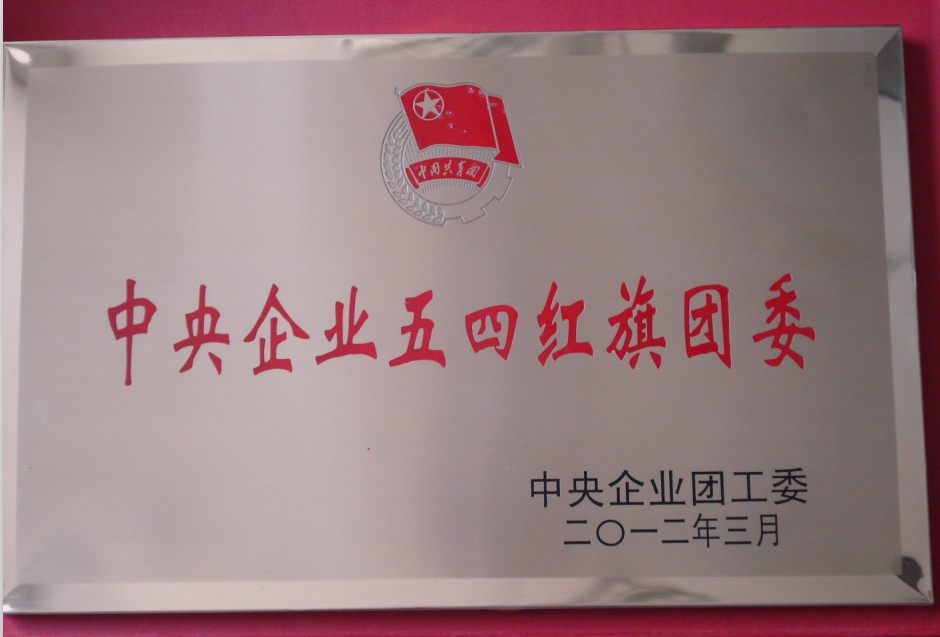 中国共青团
中央企业五四红旗团委
中央企业团工委
二〇一二年三月